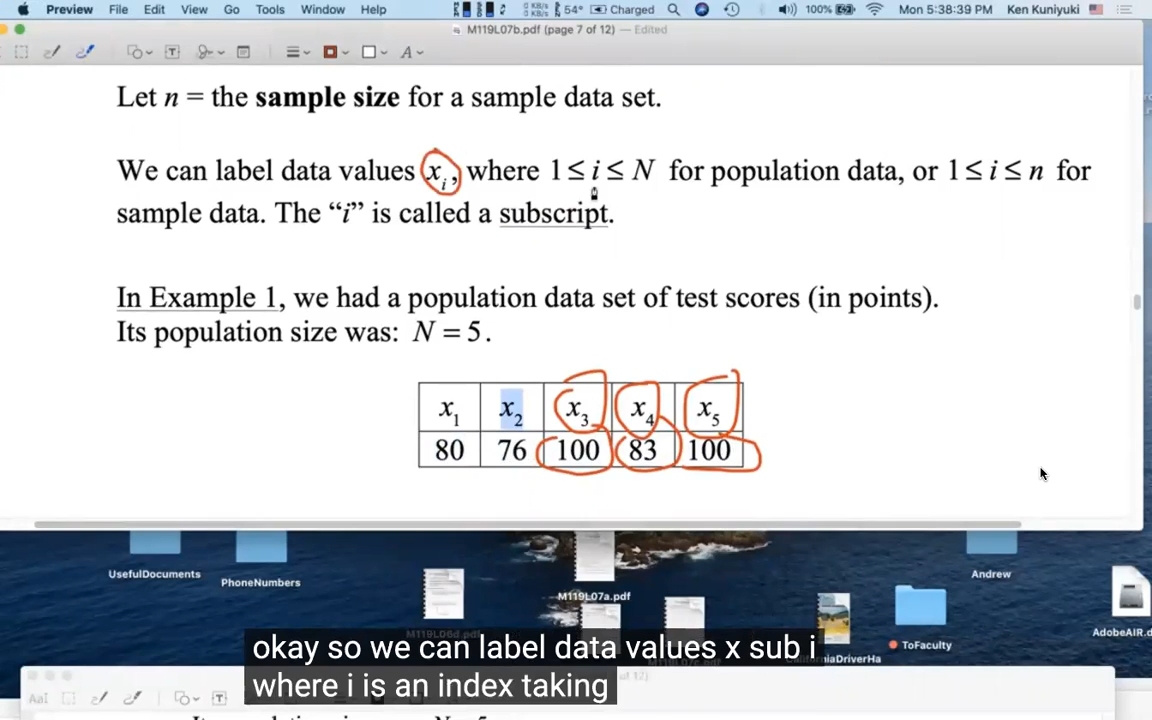 Preview File Edit View Go Tools Window Help 54° Charged 100% Mon 5:38:39 PM Ken Kuniyuki
M119L07b.pdf (page 7 of 12) — Edited
Let n = the sample size for a sample data set.
We can label data values xᵢ, where 1 ≤ i ≤ N for population data, or 1 ≤ i ≤ n for
sample data. The “i” is called a subscript.
In Example 1, we had a population data set of test scores (in points).
Its population size was: N = 5.
x₁ x₂ x₃ x₄ x₅
80 76 100 83 100
UsefulDocuments
PhoneNumbers
Andrew
M119L07a.pdf
ToFaculty
AdobeAIR.d
okay so we can label data values x sub i
where i is an index taking